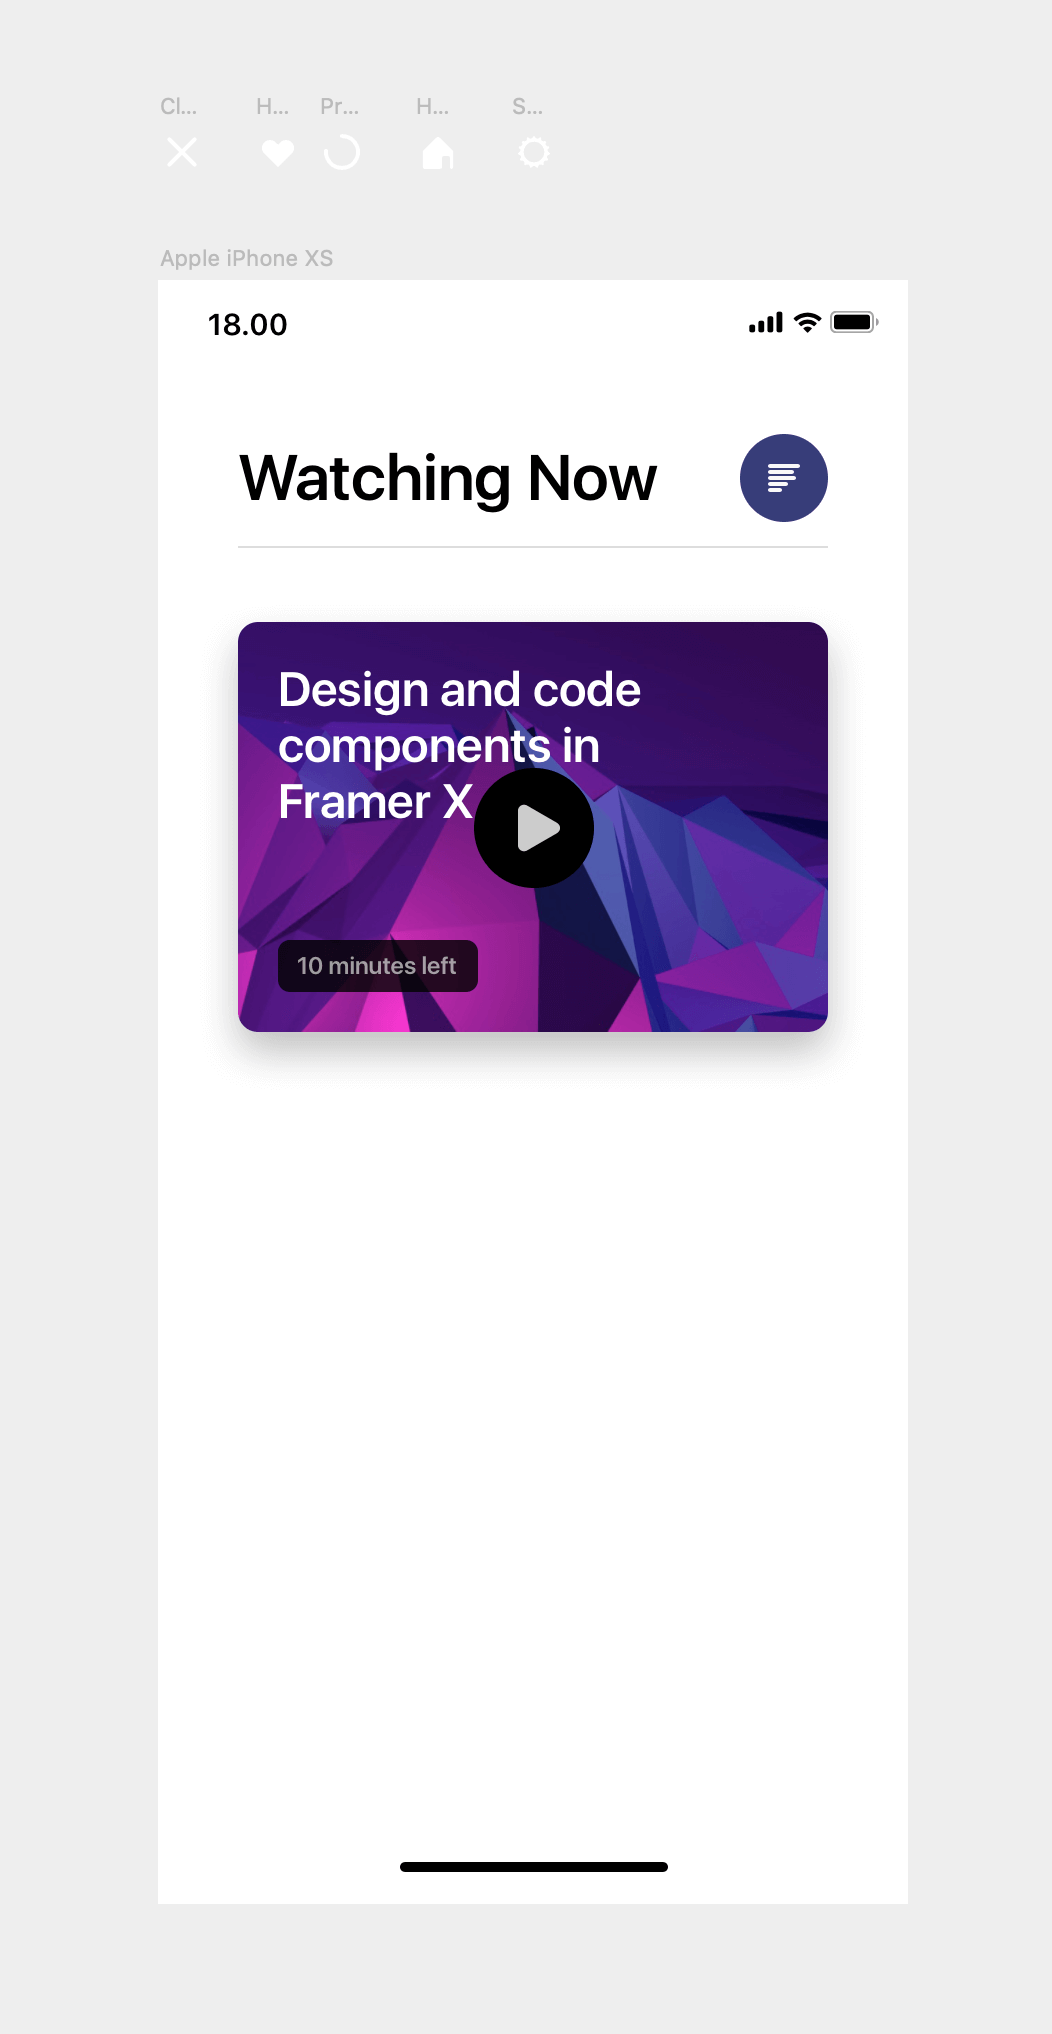 Cl... H... Pr... H... S...
Apple iPhone XS
18.00
Watching Now
Design and code
components in
Framer X
10 minutes left